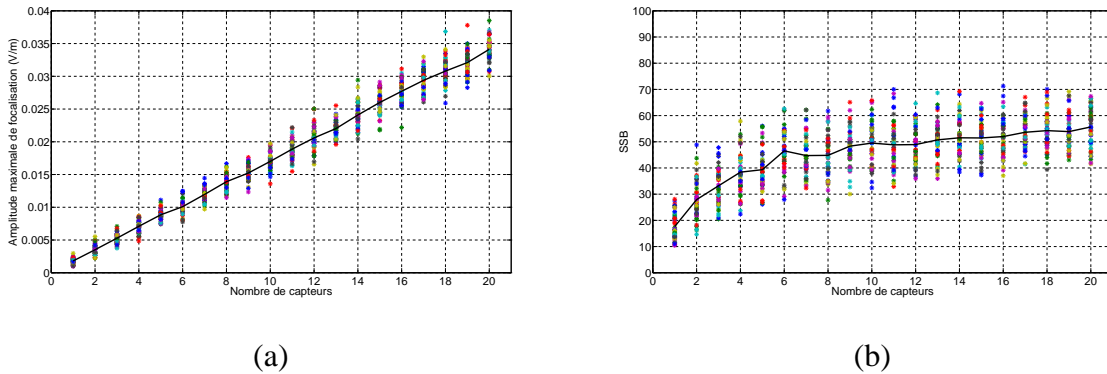 0.04
0.035
0.03
0.025
0.02
0.015
0.01
0.005
0
0 2 4 6 8 10 12 14 16 18 20
Amplitude maximale de focalisation (V/m)
Nombre de capteurs
(a)
100
90
80
70
60
50
40
30
20
10
0
0 2 4 6 8 10 12 14 16 18 20
SSB
Nombre de capteurs
(b)